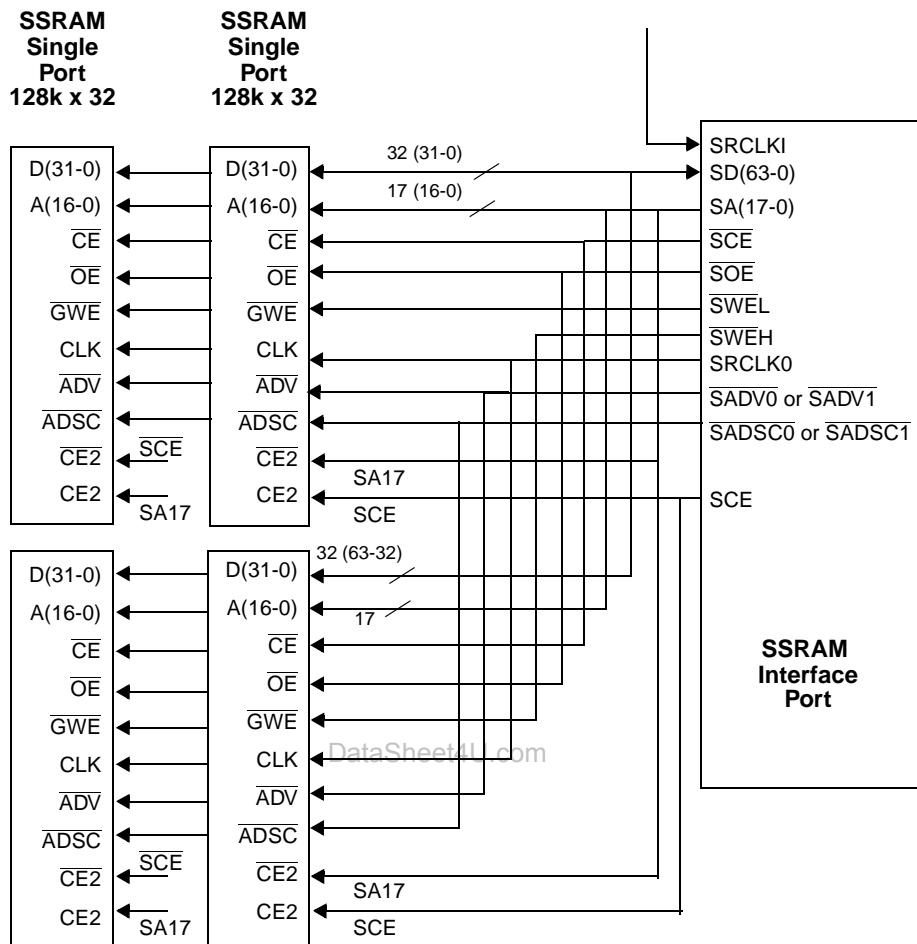 SSRAM
Single
Port
128k x 32
SSRAM
Single
Port
128k x 32
D(31-0)
A(16-0)
CE
OE
GWE
CLK
ADV
ADSC
CE2
CE2
SCE
SA17
D(31-0)
A(16-0)
CE
OE
GWE
CLK
ADV
ADSC
CE2
CE2
32 (31-0)
17 (16-0)
SA17
SCE
SRCLKI
SD(63-0)
SA(17-0)
SCE
SOE
SWEL
SWEH
SRCLK0
SADV0 or SADV1
SADSC0 or SADSC1
SCE
SSRAM
Interface
Port
D(31-0)
A(16-0)
CE
OE
GWE
CLK
ADV
ADSC
CE2
CE2
SCE
SA17
D(31-0)
A(16-0)
CE
OE
GWE
CLK
ADV
ADSC
CE2
CE2
32 (63-32)
17
SA17
SCE
DataSheet4U.com